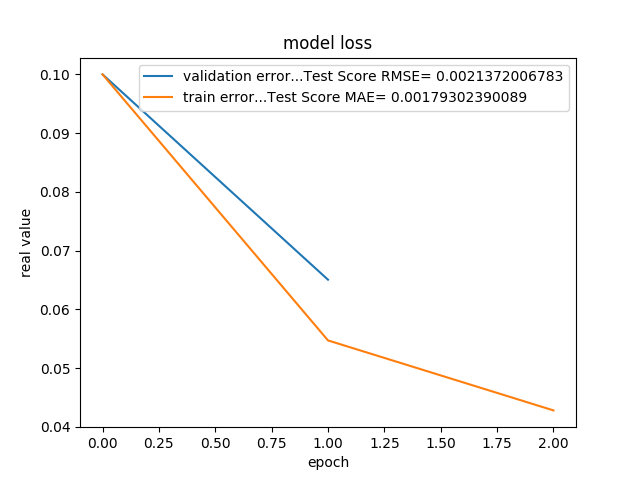 model loss
validation error...Test Score RMSE= 0.0021372006783
train error...Test Score MAE= 0.00179302390089
real value
0.10
0.09
0.08
0.07
0.06
0.05
0.04
0.00 0.25 0.50 0.75 1.00 1.25 1.50 1.75 2.00
epoch